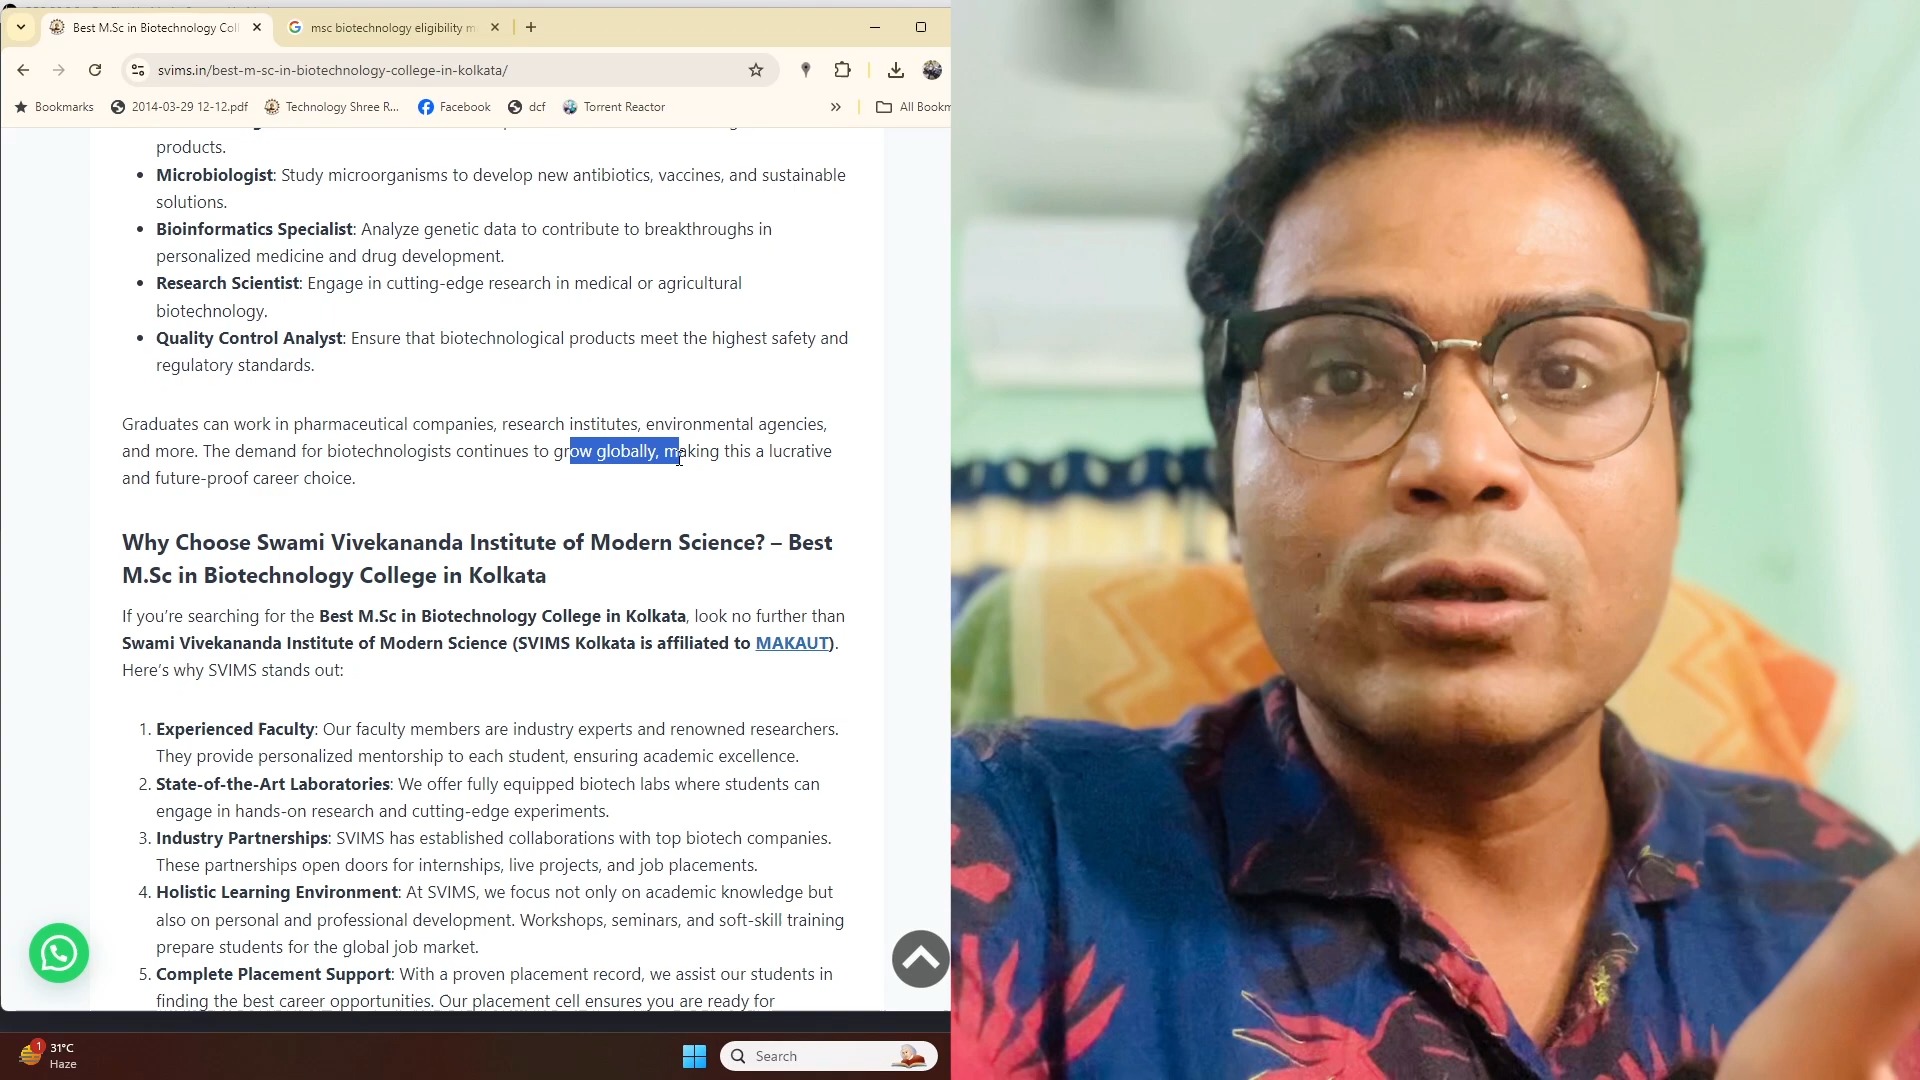 Best M.Sc in Biotechnology Coll
msc biotechnology eligibility m
svims.in/best-m-sc-in-biotechnology-college-in-kolkata/
Bookmarks
2014-03-29 12-12.pdf
Technology Shree R...
Facebook
dcf
Torrent Reactor
»
All Bookm
products.
• Microbiologist: Study microorganisms to develop new antibiotics, vaccines, and sustainable
solutions.
• Bioinformatics Specialist: Analyze genetic data to contribute to breakthroughs in
personalized medicine and drug development.
• Research Scientist: Engage in cutting-edge research in medical or agricultural
biotechnology.
• Quality Control Analyst: Ensure that biotechnological products meet the highest safety and
regulatory standards.
Graduates can work in pharmaceutical companies, research institutes, environmental agencies,
and more. The demand for biotechnologists continues to grow globally, making this a lucrative
and future-proof career choice.
Why Choose Swami Vivekananda Institute of Modern Science? – Best
M.Sc in Biotechnology College in Kolkata
If you’re searching for the Best M.Sc in Biotechnology College in Kolkata, look no further than
Swami Vivekananda Institute of Modern Science (SVIMS Kolkata is affiliated to MAKAUT).
Here’s why SVIMS stands out:
1. Experienced Faculty: Our faculty members are industry experts and renowned researchers.
They provide personalized mentorship to each student, ensuring academic excellence.
2. State-of-the-Art Laboratories: We offer fully equipped biotech labs where students can
engage in hands-on research and cutting-edge experiments.
3. Industry Partnerships: SVIMS has established collaborations with top biotech companies.
These partnerships open doors for internships, live projects, and job placements.
4. Holistic Learning Environment: At SVIMS, we focus not only on academic knowledge but
also on personal and professional development. Workshops, seminars, and soft-skill training
prepare students for the global job market.
5. Complete Placement Support: With a proven placement record, we assist our students in
finding the best career opportunities. Our placement cell ensures you are ready for
1
31°C
Haze
Search